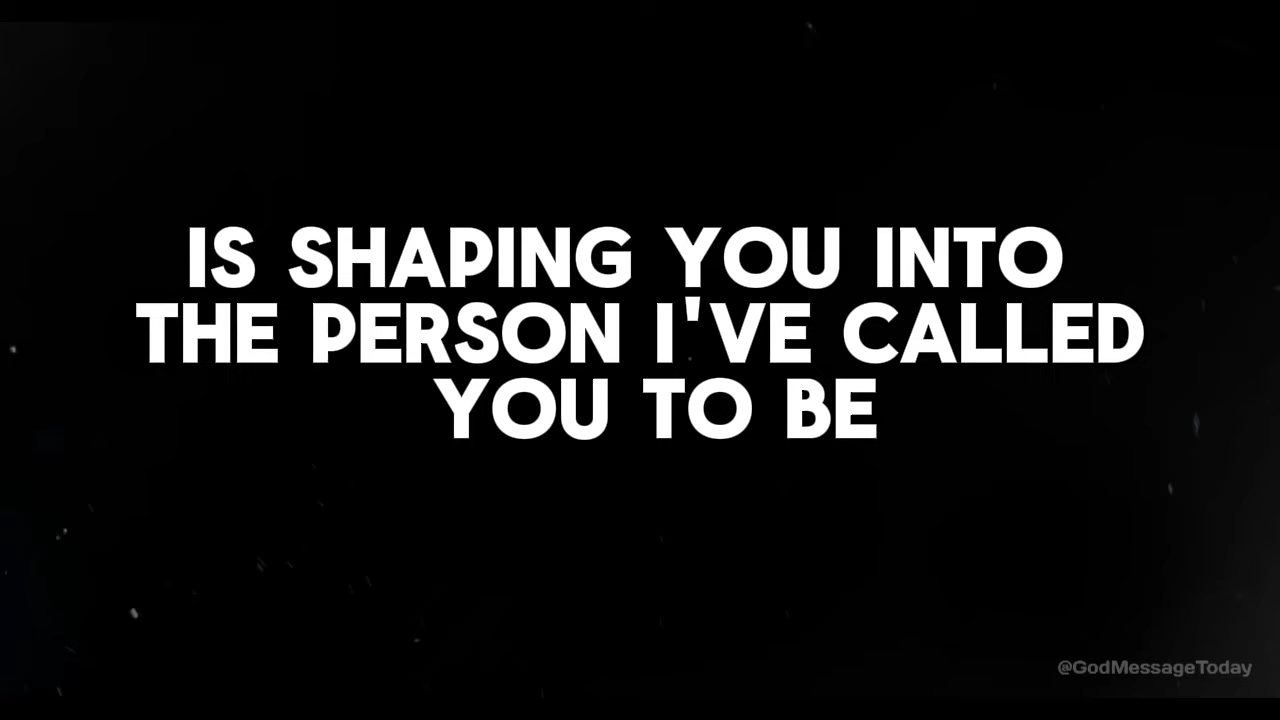 IS SHAPING YOU INTO
THE PERSON I'VE CALLED
YOU TO BE
@GodMessageToday